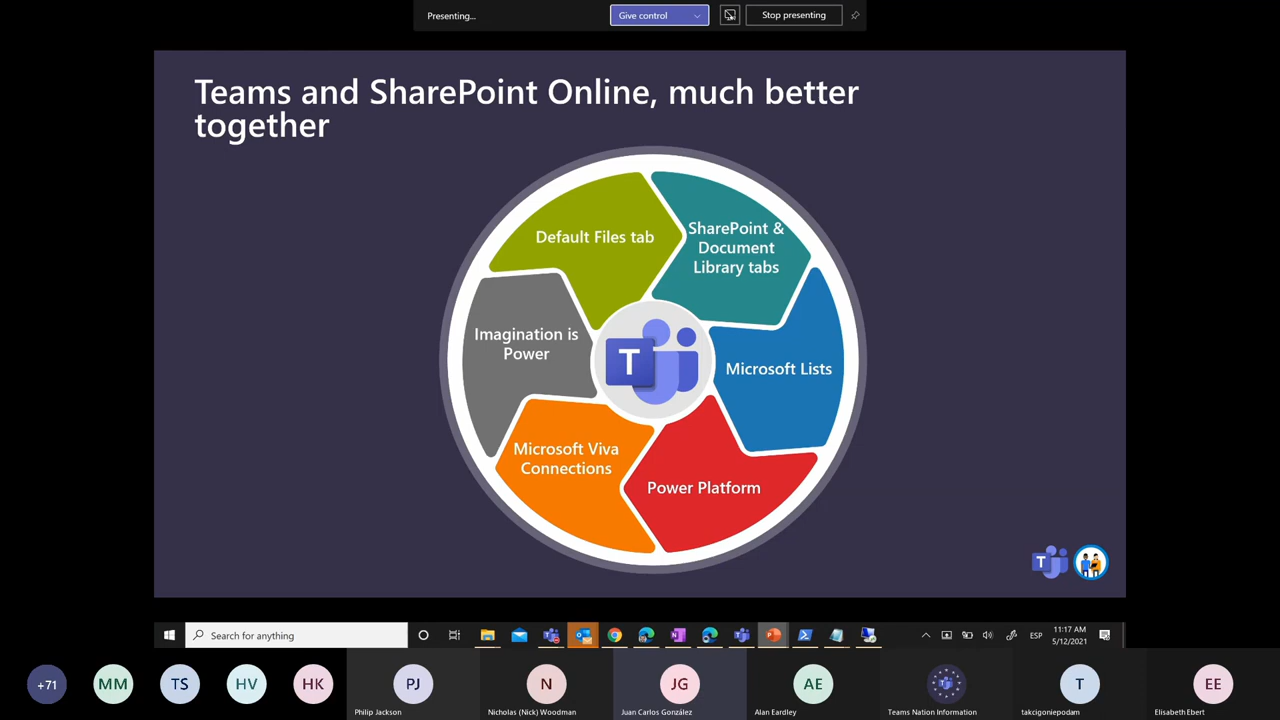 Presenting...
Give control
Stop presenting
Teams and SharePoint Online, much better
together
Default Files tab
SharePoint &
Document
Library tabs
Imagination is
Power
T
Microsoft Lists
Microsoft Viva
Connections
Power Platform
T
Search for anything
ESP
11:17 AM
5/12/2021
+71
MM
TS
HV
HK
PJ
Philip Jackson
N
Nicholas (Nick) Woodman
JG
Juan Carlos González
AE
Alan Eardley
Teams Nation Information
T
takcigoniepodam
EE
Elisabeth Ebert